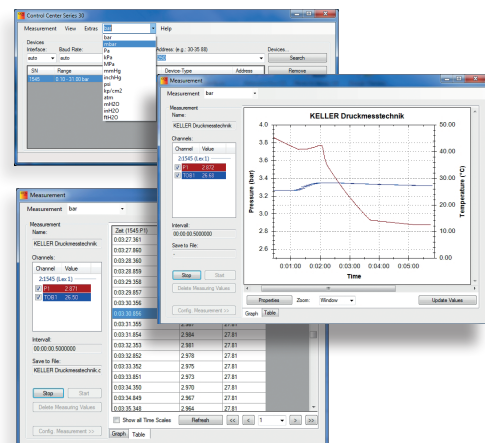 Control Center Series 30
Measurement View Extras bar Help
bar
mbar
Pa
kPa
MPa
mmHg
inchHg
psi
kp/cm2
atm
mH2O
inH2O
ftH2O
Devices
Interface: Baud Rate: Address: (e.g.: 30-35 88) Devices...
auto auto 250 Search
SN Range Device-Type Address Remove
1545
Measurement
Measurement bar
Measurement
Name:
KELLER Druckmesstechnik
Channels:
Channel Value
2:1545 (Lex 1)
P1 2.872
TOB1 26.60
Intervall:
00:00:00.5000000
Save to File:
-
Stop Start
Delete Measuring Values
Config. Measurement >>
KELLER Druckmesstechnik
Pressure (bar)
4.0
3.8
3.6
3.4
3.2
3.0
2.8
2.6
50.00
40.00
30.00
20.00
10.00
0.00
Temperature (°C)
0:01:00 0:02:00 0:03:00 0:04:00 0:05:00
Time
Properties Zoom: Window Update Values
Graph Table
Measurement
Measurement bar
Measurement
Name:
KELLER Druckmesstechnik
Channels:
Channel Value
2:1545 (Lex 1)
P1 2.871
TOB1 26.50
Intervall:
00:00:00.5000000
Save to File:
KELLER Druckmesstechnik.c
Stop Start
Delete Measuring Values
Config. Measurement >>
Zeit (1545:P1)
0:03:27.361
0:03:27.860
0:03:28.360
0:03:28.859
0:03:29.358
0:03:29.857
0:03:30.356
0:03:30.856
0:03:31.355 2.987 27.81
0:03:31.854 2.984 27.81
0:03:32.353 2.981 27.81
0:03:32.852 2.978 27.81
0:03:33.352 2.975 27.81
0:03:33.851 2.973 27.81
0:03:34.350 2.970 27.81
0:03:34.849 2.967 27.81
0:03:35.348 2.964 27.81
Show all Time Scales Refresh << < 1 > >>
Graph Table